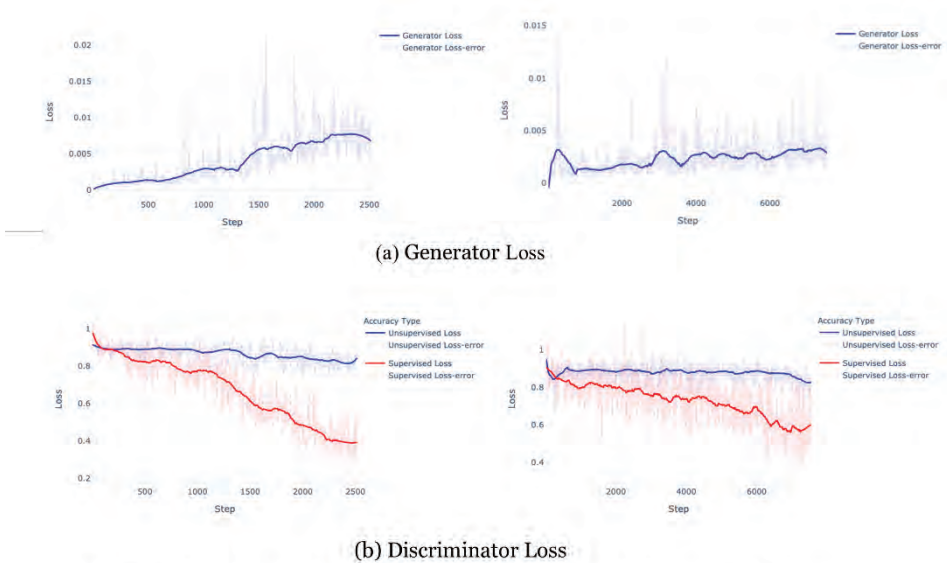 0.02
0.015
0.01
0.005
0
Loss
500
1000
1500
2000
2500
Step
Generator Loss
Generator Loss-error
0.015
0.01
0.005
0
Loss
2000
4000
6000
Step
Generator Loss
Generator Loss-error
(a) Generator Loss
1
0.8
0.6
0.4
0.2
Loss
500
1000
1500
2000
2500
Step
Accuracy Type
Unsupervised Loss
Unsupervised Loss-error
Supervised Loss
Supervised Loss-error
1
0.8
0.6
0.4
Loss
2000
4000
6000
Step
Accuracy Type
Unsupervised Loss
Unsupervised Loss-error
Supervised Loss
Supervised Loss-error
(b) Discriminator Loss